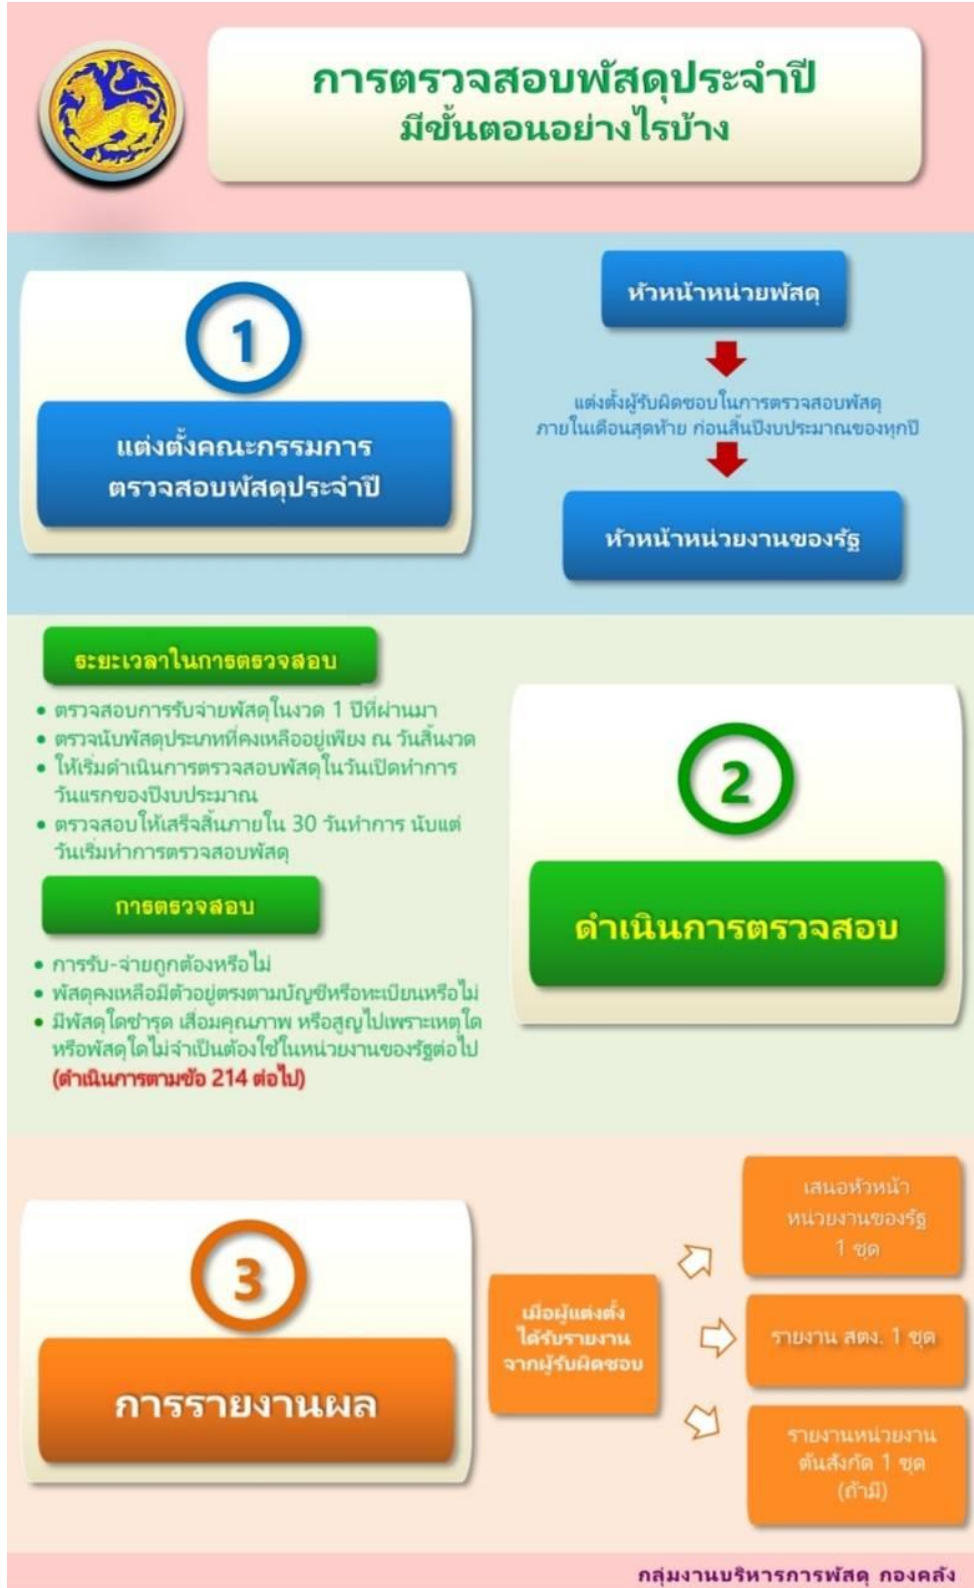 การตรวจสอบพัสดุประจำปี
มีขั้นตอนอย่างไรบ้าง
1
แต่งตั้งคณะกรรมการ
ตรวจสอบพัสดุประจำปี
หัวหน้าหน่วยพัสดุ
แต่งตั้งผู้รับผิดชอบในการตรวจสอบพัสดุ
ภายในเดือนสุดท้าย ก่อนสิ้นปีงบประมาณของทุกปี
หัวหน้าหน่วยงานของรัฐ
ระยะเวลาในการตรวจสอบ
• ตรวจสอบการรับจ่ายพัสดุในงวด 1 ปีที่ผ่านมา
• ตรวจนับพัสดุประเภทที่คงเหลืออยู่เพียง ณ วันสิ้นงวด
• ให้เริ่มดำเนินการตรวจสอบพัสดุในวันเปิดทำการ
วันแรกของปีงบประมาณ
• ตรวจสอบให้เสร็จสิ้นภายใน 30 วันทำการ นับแต่
วันเริ่มทำการตรวจสอบพัสดุ
การตรวจสอบ
• การรับ-จ่ายถูกต้องหรือไม่
• พัสดุคงเหลือมีตัวอยู่ตรงตามบัญชีหรือทะเบียนหรือไม่
• มีพัสดุใดชำรุด เสื่อมคุณภาพ หรือสูญไปเพราะเหตุใด
หรือพัสดุใดไม่จำเป็นต้องใช้ในหน่วยงานของรัฐต่อไป
(ดำเนินการตามข้อ 214 ต่อไป)
2
ดำเนินการตรวจสอบ
3
การรายงานผล
เมื่อผู้แต่งตั้ง
ได้รับรายงาน
จากผู้รับผิดชอบ
เสนอหัวหน้า
หน่วยงานของรัฐ
1 ชุด
รายงาน สตง. 1 ชุด
รายงานหน่วยงาน
ต้นสังกัด 1 ชุด
(ถ้ามี)
กลุ่มงานบริหารการพัสดุ กองคลัง